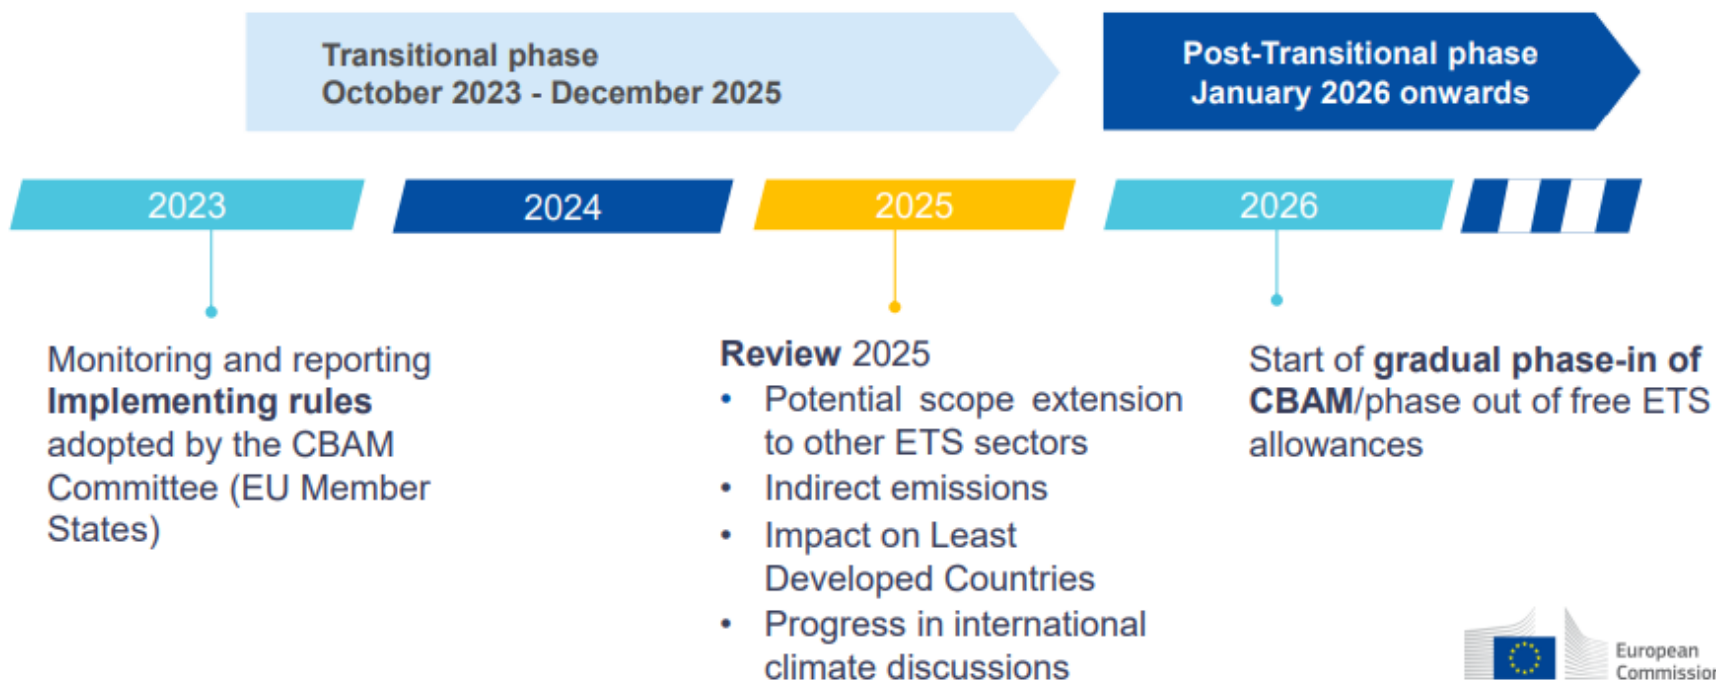 Transitional phase
October 2023 - December 2025
Post-Transitional phase
January 2026 onwards
2023
2024
2025
2026
Monitoring and reporting
Implementing rules
adopted by the CBAM
Committee (EU Member
States)
Review 2025
• Potential scope extension
to other ETS sectors
• Indirect emissions
• Impact on Least
Developed Countries
• Progress in international
climate discussions
Start of gradual phase-in of
CBAM/phase out of free ETS
allowances
European
Commission